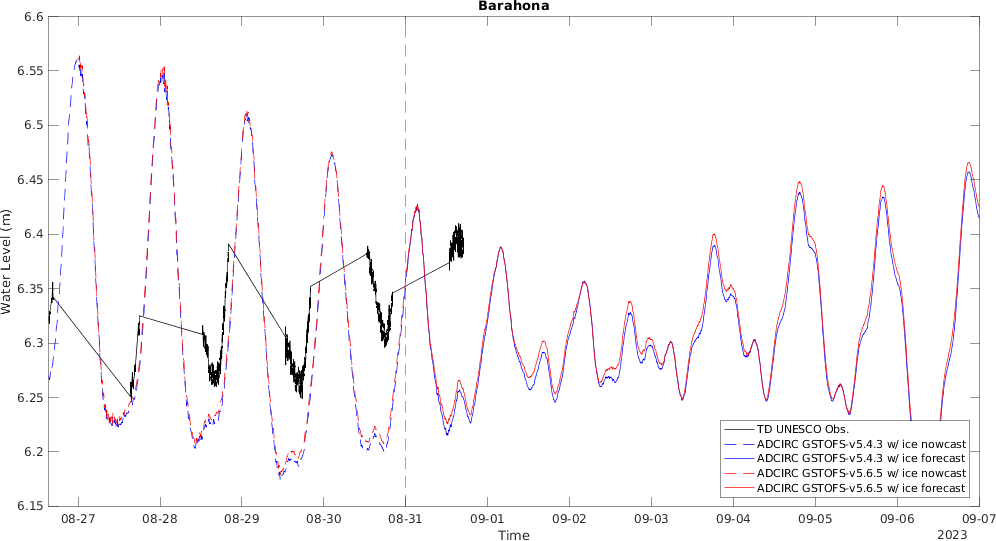 Barahona
Water Level (m)
6.6
6.55
6.5
6.45
6.4
6.35
6.3
6.25
6.2
6.15
TD UNESCO Obs.
ADCIRC GSTOFS-v5.4.3 w/ ice nowcast
ADCIRC GSTOFS-v5.4.3 w/ ice forecast
ADCIRC GSTOFS-v5.6.5 w/ ice nowcast
ADCIRC GSTOFS-v5.6.5 w/ ice forecast
08-27 08-28 08-29 08-30 08-31 09-01 09-02 09-03 09-04 09-05 09-06 09-07
Time
2023